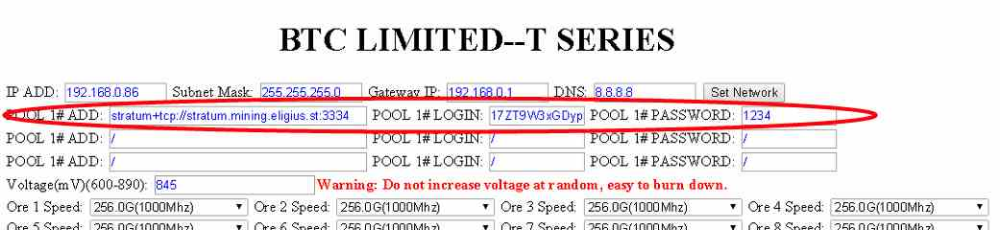 BTC LIMITED--T SERIES
IP ADD: 192.168.0.86 Subnet Mask: 255.255.255.0 Gateway IP: 192.168.0.1 DNS: 8.8.8.8 Set Network
POOL 1# ADD: stratum+tcp://stratum.mining.eligius.st:3334 POOL 1# LOGIN: 17ZT9W3xGDyp POOL 1# PASSWORD: 1234
POOL 1# ADD: / POOL 1# LOGIN: / POOL 1# PASSWORD: /
POOL 1# ADD: / POOL 1# LOGIN: / POOL 1# PASSWORD: /
Voltage(mV)(600-890): 845 Warning: Do not increase voltage at random, easy to burn down.
Ore 1 Speed: 256.0G(1000Mhz) Ore 2 Speed: 256.0G(1000Mhz) Ore 3 Speed: 256.0G(1000Mhz) Ore 4 Speed: 256.0G(1000Mhz)
Ore 5 Speed: 256.0G(1000Mhz) Ore 6 Speed: 256.0G(1000Mhz) Ore 7 Speed: 256.0G(1000Mhz) Ore 8 Speed: 256.0G(1000Mhz)